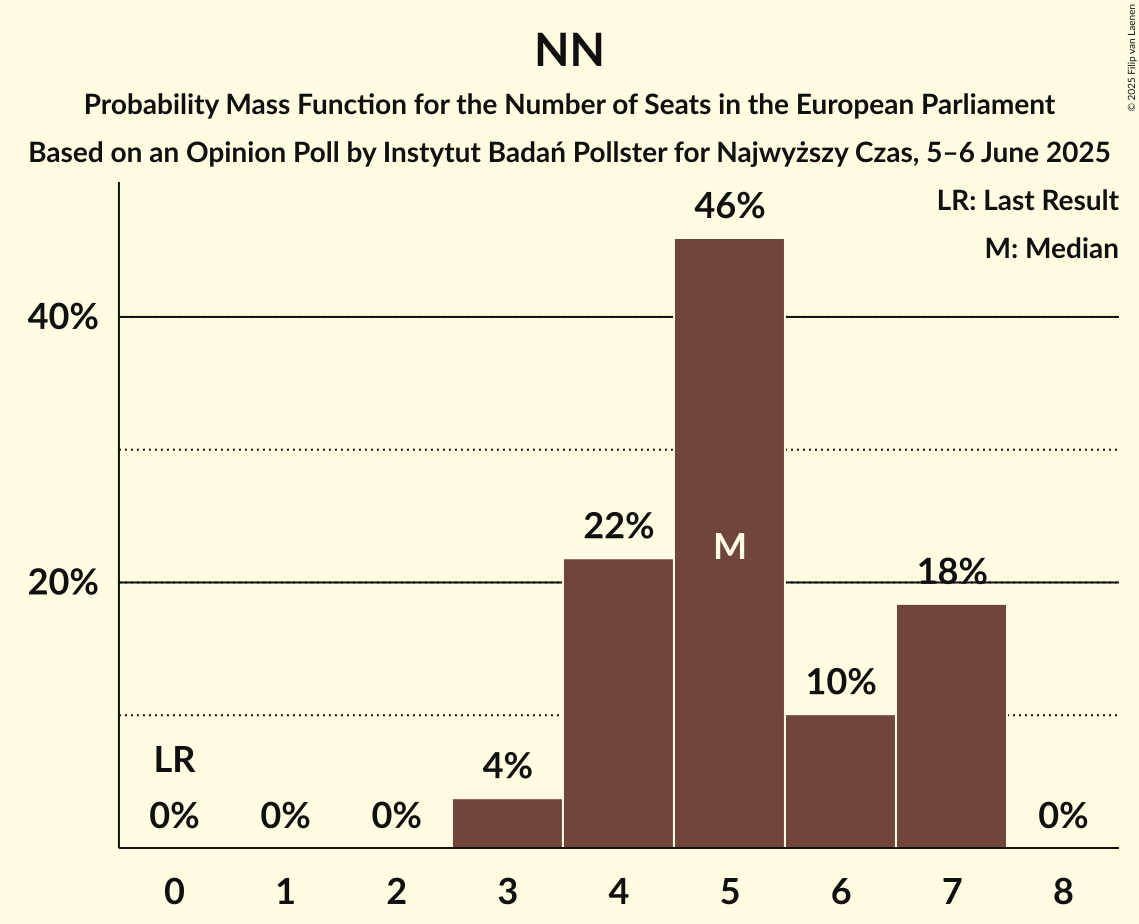 NN
Probability Mass Function for the Number of Seats in the European Parliament
Based on an Opinion Poll by Instytut Badań Pollster for Najwyższy Czas, 5–6 June 2025
© 2025 Filip van Laenen
LR: Last Result
M: Median
46%
40%
22%
M
20%
18%
10%
LR
4%
0% 0% 0% 0%
0 1 2 3 4 5 6 7 8